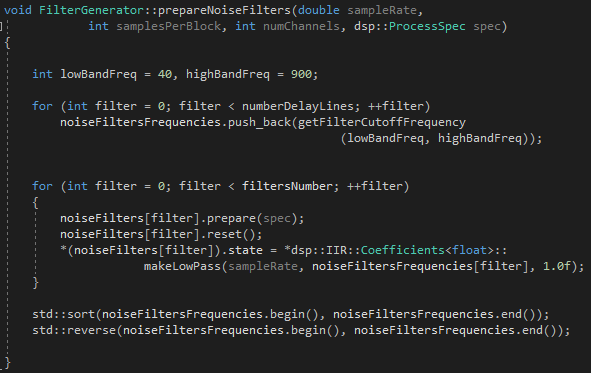 void FilterGenerator::prepareNoiseFilters(double sampleRate,
int samplesPerBlock, int numChannels, dsp::ProcessSpec spec)
{
int lowBandFreq = 40, highBandFreq = 900;
for (int filter = 0; filter < numberDelayLines; ++filter)
noiseFiltersFrequencies.push_back(getFilterCutoffFrequency
(lowBandFreq, highBandFreq));
for (int filter = 0; filter < filtersNumber; ++filter)
{
noiseFilters[filter].prepare(spec);
noiseFilters[filter].reset();
*(noiseFilters[filter]).state = *dsp::IIR::Coefficients<float>::
makeLowPass(sampleRate, noiseFiltersFrequencies[filter], 1.0f);
}
std::sort(noiseFiltersFrequencies.begin(), noiseFiltersFrequencies.end());
std::reverse(noiseFiltersFrequencies.begin(), noiseFiltersFrequencies.end());
}